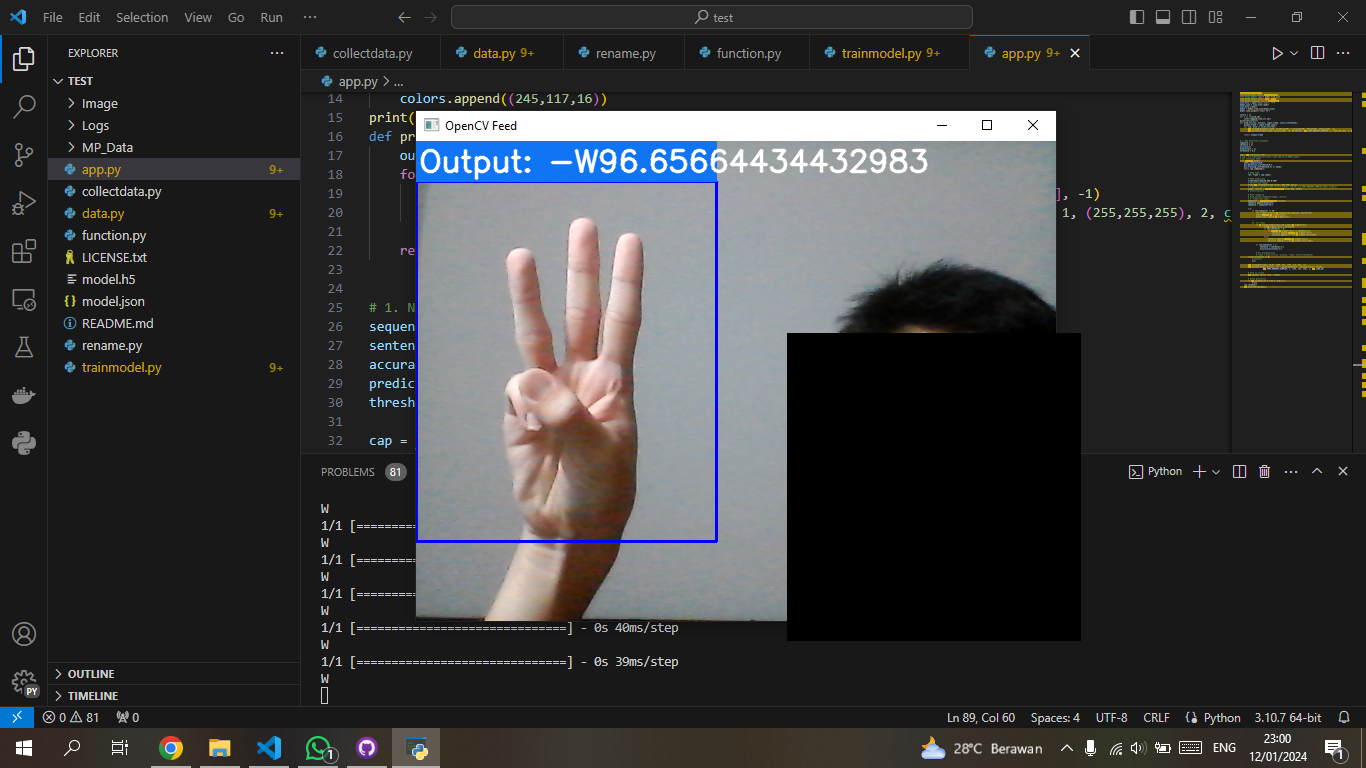 File Edit Selection View Go Run ··· test
EXPLORER ···
TEST
Image
Logs
MP_Data
app.py 9+
collectdata.py
data.py 9+
function.py
LICENSE.txt
model.h5
model.json
README.md
rename.py
trainmodel.py 9+
OUTLINE
TIMELINE
collectdata.py data.py 9+ rename.py function.py trainmodel.py 9+ app.py 9+
app.py > ...
14 colors.append((245,117,16))
15 print(
16 def pr
17 ou
18 fo
19 ], -1)
20 1, (255,255,255), 2, c
21
22 re
23
24
25 # 1. N
26 sequen
27 senten
28 accura
29 predic
30 thresh
31
32 cap =
OpenCV Feed
Output: -W96.65664434432983
PROBLEMS 81 Python
W
1/1 [=========
W
1/1 [=========
W
1/1 [=========
W
1/1 [==============================] - 0s 40ms/step
W
1/1 [==============================] - 0s 39ms/step
W
PY
0 81 0 Ln 89, Col 60 Spaces: 4 UTF-8 CRLF Python 3.10.7 64-bit
1 28°C Berawan ENG 23:00
12/01/2024 1